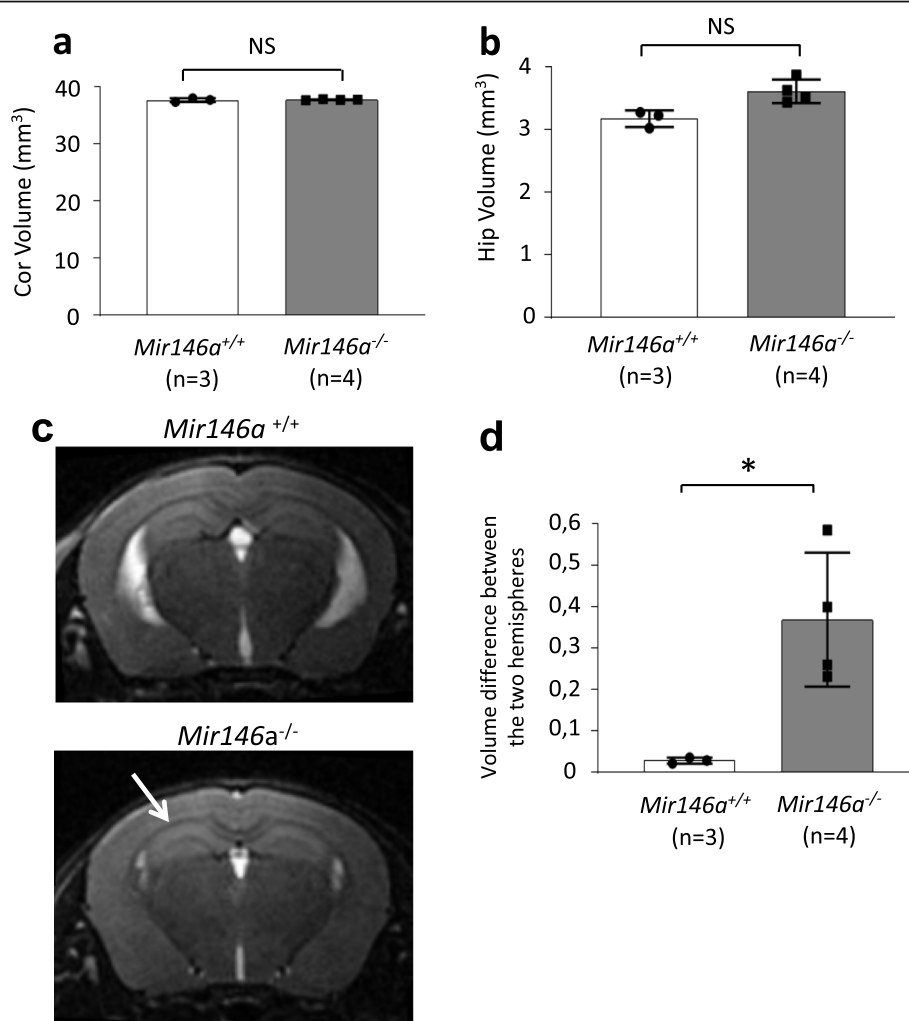 a
NS
Cor Volume (mm³)
40
30
20
10
0
Mir146a+/+
Mir146a-/-
(n=3)
(n=4)
b
NS
Hip Volume (mm³)
4
3
2
1
0
Mir146a+/+
Mir146a-/-
(n=3)
(n=4)
c
Mir146a +/+
Mir146a-/-
d
*
Volume difference between
the two hemispheres
0,6
0,5
0,4
0,3
0,2
0,1
0
Mir146a+/+
Mir146a-/-
(n=3)
(n=4)